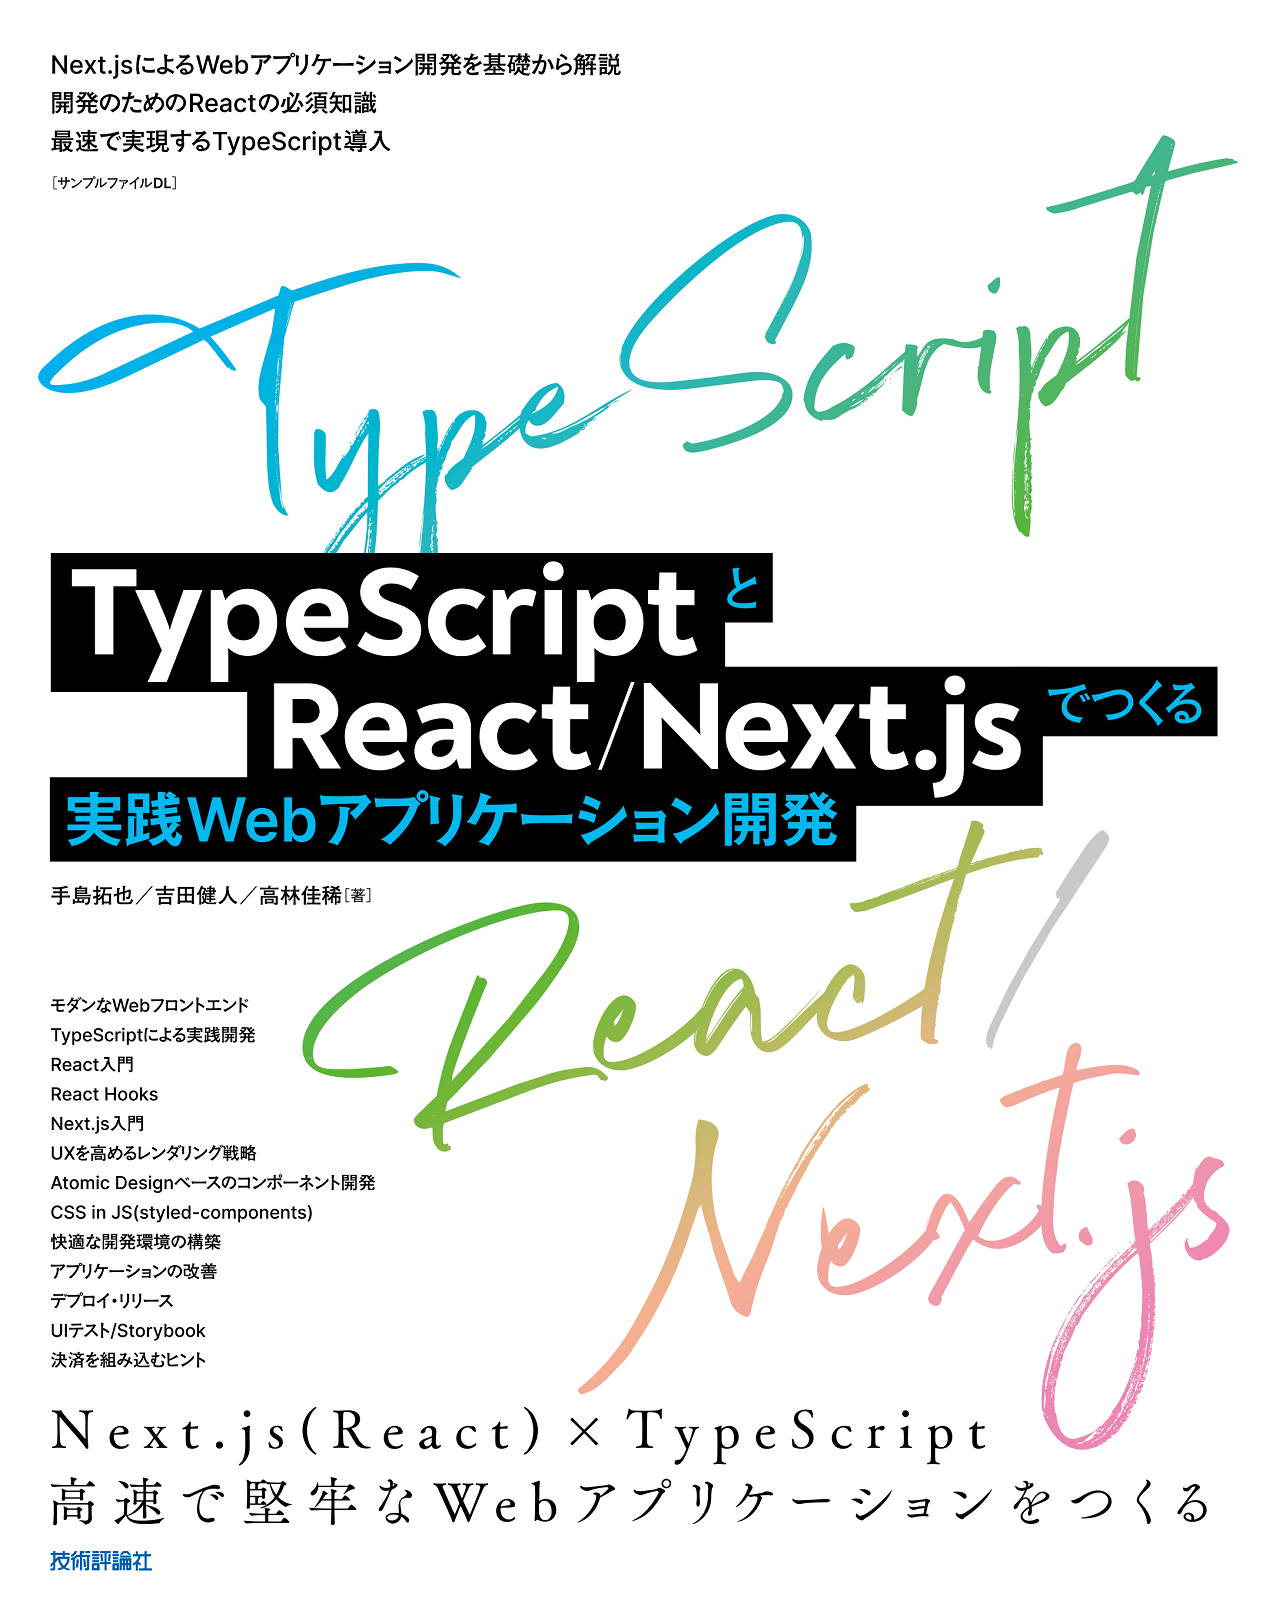 Next.jsによるWebアプリケーション開発を基礎から解説
開発のためのReactの必須知識
最速で実現するTypeScript導入
[サンプルファイルDL]
TypeScript
TypeScriptと
React/Next.jsでつくる
実践Webアプリケーション開発
手島拓也／吉田健人／高林佳稀[著]
React/
Next.js
モダンなWebフロントエンド
TypeScriptによる実践開発
React入門
React Hooks
Next.js入門
UXを高めるレンダリング戦略
Atomic Designベースのコンポーネント開発
CSS in JS(styled-components)
快適な開発環境の構築
アプリケーションの改善
デプロイ・リリース
UIテスト/Storybook
決済を組み込むヒント
Next.js(React)×TypeScript
高速で堅牢なWebアプリケーションをつくる
技術評論社